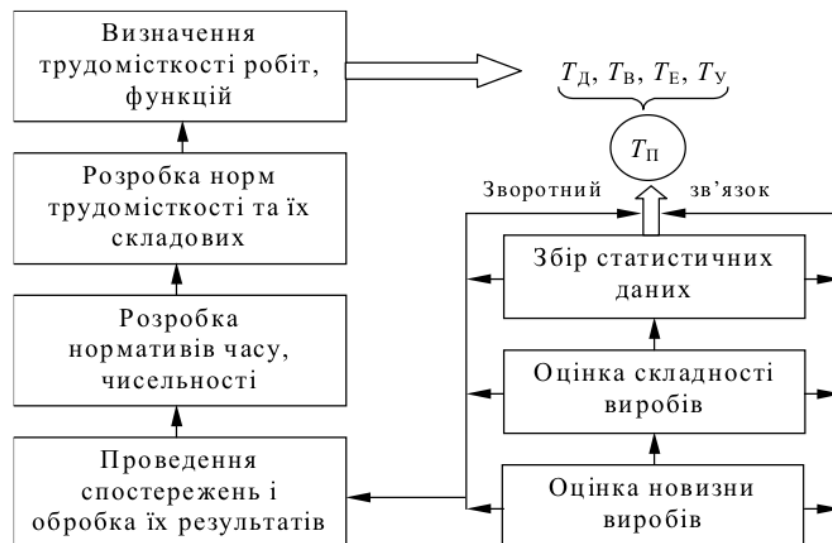 Визначення
трудомісткості робіт,
функцій
Т_Д, Т_В, Т_Е, Т_У
Т_П
Розробка норм
трудомісткості та їх
складових
Зворотний зв’язок
Збір статистичних
даних
Розробка
нормативів часу,
чисельності
Оцінка складності
виробів
Проведення
спостережень і
обробка їх результатів
Оцінка новизни
виробів